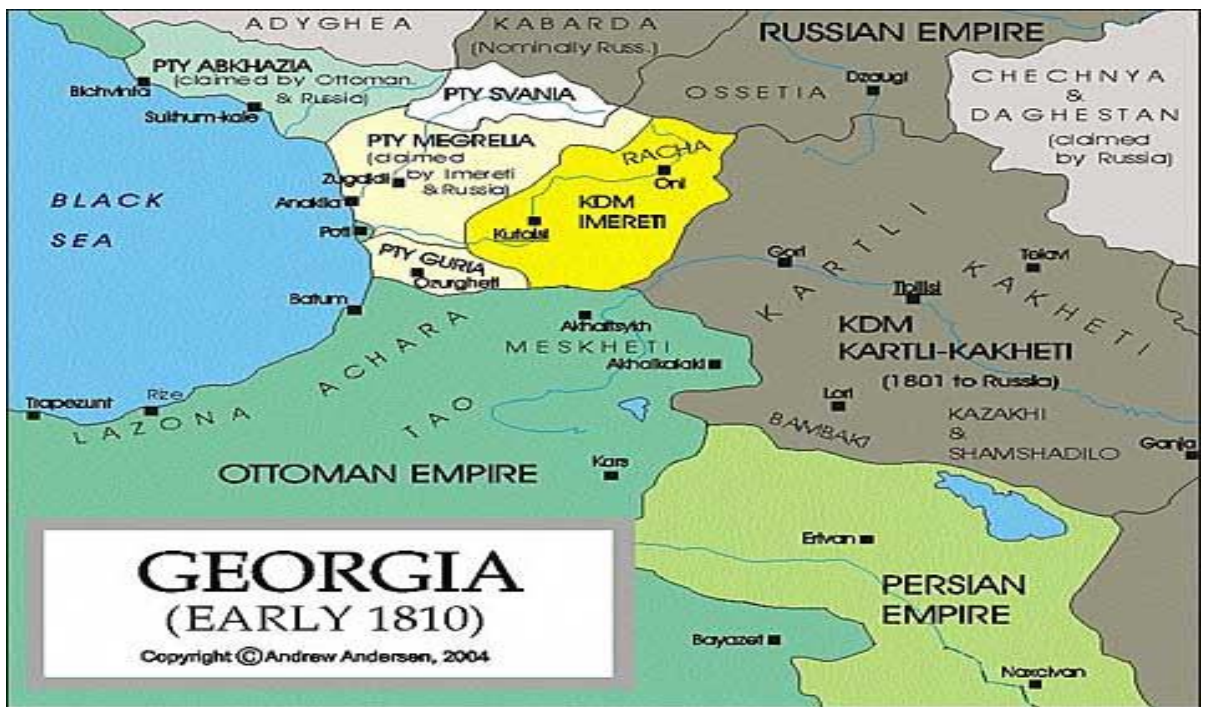 ADYGHEA
KABARDA
(Nominally Russ.)
RUSSIAN EMPIRE
PTY ABKHAZIA
(claimed by Ottoman.
& Russia)
Bichvinta
Sukhum-kale
PTY SVANIA
OSSETIA
Dzaugi
CHECHNYA
&
DAGHESTAN
(claimed
by Russia)
PTY MEGRELIA
(claimed
by Imereti
& Russia)
Zugdidi
Anaklia
Poti
RACHA
Oni
KDM
IMERETI
Kutaisi
BLACK
SEA
PTY GURIA
Ozurgheti
Batum
Gori
KARTLI
Telavi
KAKHETI
Tbilisi
KDM
KARTLI-KAKHETI
(1801 to Russia)
Akhaltsykh
MESKHETI
Akhalkalaki
ACHARA
Trapezunt
Rize
LAZONA
TAO
Lori
BAMBAKI
KAZAKHI
&
SHAMSHADILO
Ganja
OTTOMAN EMPIRE
Kars
Erivan
PERSIAN
EMPIRE
Bayazet
Naxcivan
GEORGIA
(EARLY 1810)
Copyright © Andrew Andersen, 2004